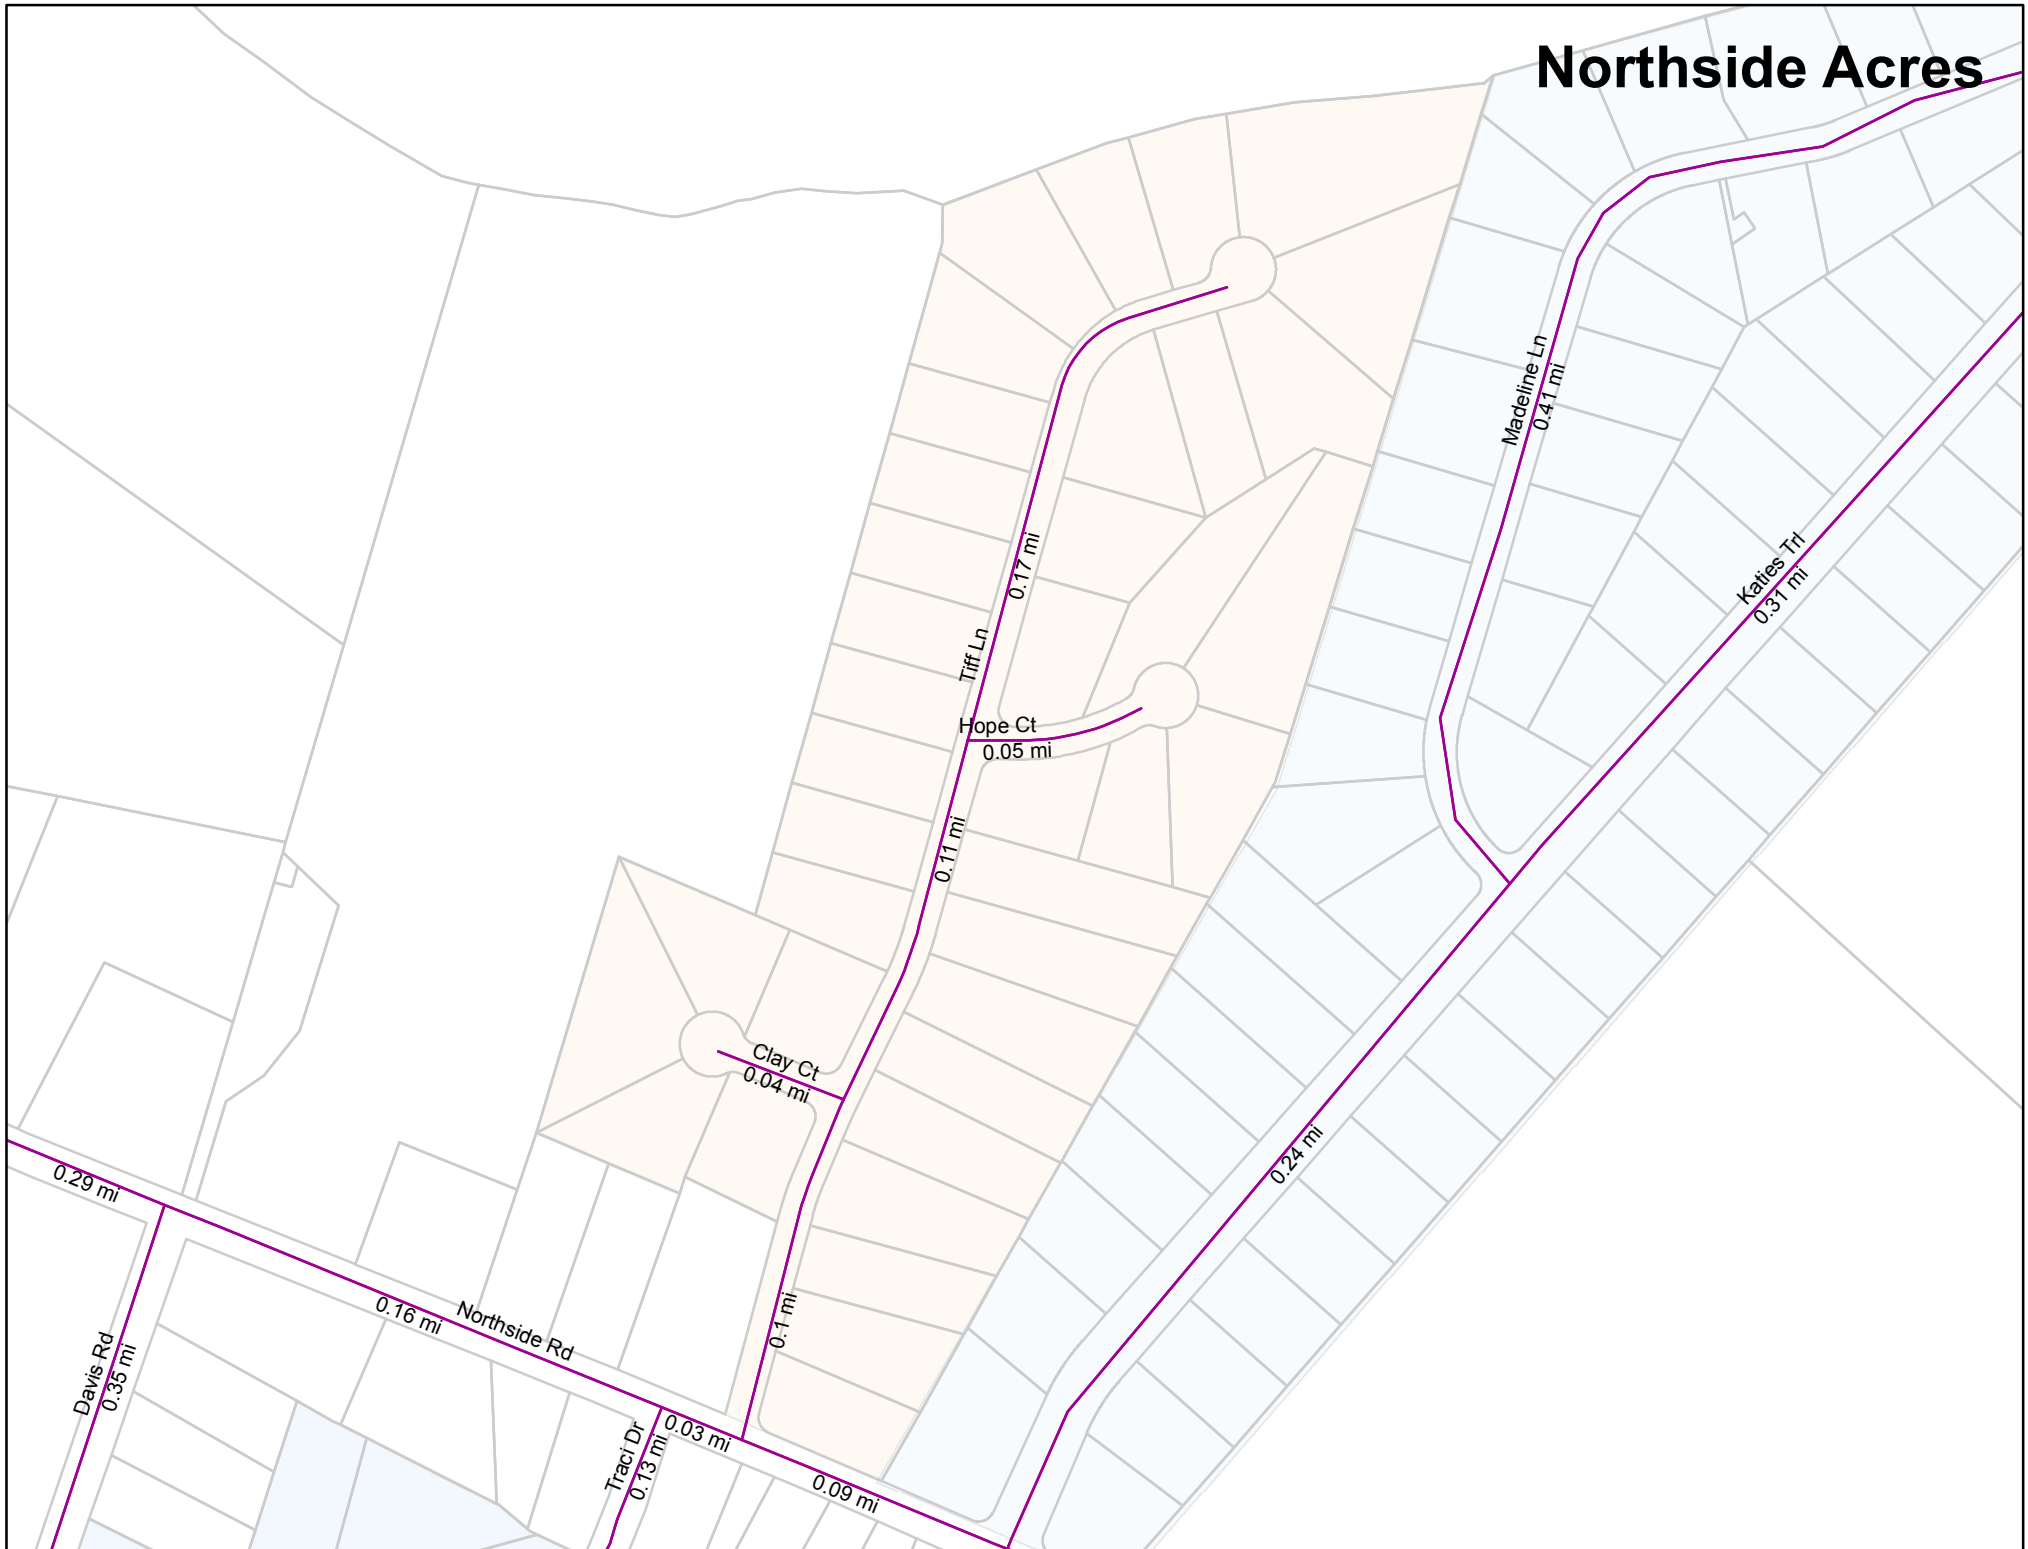 Northside Acres
Madeline Ln
0.41 mi
Katies Trl
0.31 mi
0.17 mi
Tiff Ln
Hope Ct
0.05 mi
0.11 mi
Clay Ct
0.04 mi
0.24 mi
0.29 mi
0.16 mi
Northside Rd
0.1 mi
Davis Rd
0.35 mi
0.03 mi
Traci Dr
0.13 mi
0.09 mi